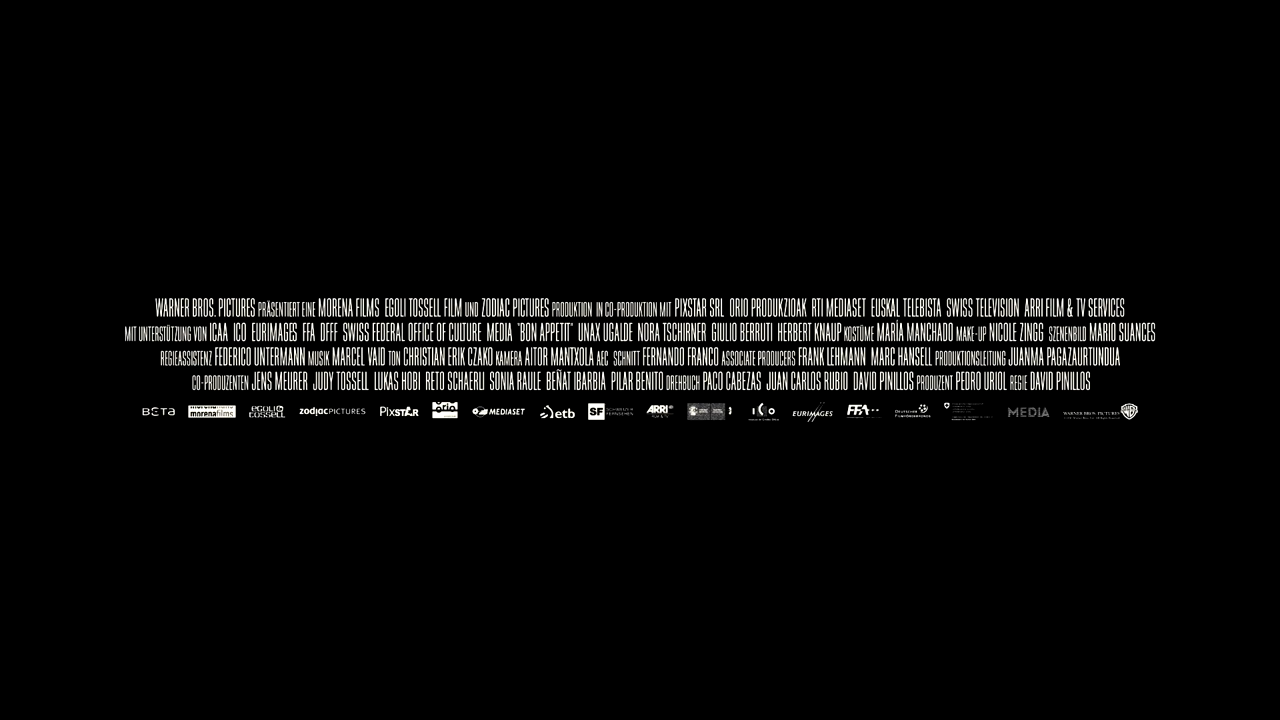 WARNER BROS. PICTURES PRÄSENTIERT EINE MORENA FILMS EGOLI TOSSELL FILM UND ZODIAC PICTURES PRODUKTION IN CO-PRODUKTION MIT PIXSTAR SRL ORIO PRODUKZIOAK RTI MEDIASET EUSKAL TELEBISTA SWISS TELEVISION ARRI FILM & TV SERVICES
MIT UNTERSTÜTZUNG VON ICAA ICO EURIMAGES FFA DFFF SWISS FEDERAL OFFICE OF CULTURE MEDIA "BON APPETIT" UNAX UGALDE NORA TSCHIRNER GIULIO BERRUTI HERBERT KNAUP KOSTÜME MARÍA MANCHADO MAKE-UP NICOLE ZINGG SZENENBILD MARIO SUANCES
REGIEASSISTENZ FEDERICO UNTERMANN MUSIK MARCEL VAID TON CHRISTIAN ERIK CZAKO KAMERA AITOR MANTXOLA AEC SCHNITT FERNANDO FRANCO ASSOCIATE PRODUCERS FRANK LEHMANN MARC HANSELL PRODUKTIONSLEITUNG JUANMA PAGAZAURTUNDUA
CO-PRODUZENTEN JENS MEURER JUDY TOSSELL LUKAS HOBI RETO SCHAERLI SONIA RAULE BEÑAT IBARBIA PILAR BENITO DREHBUCH PACO CABEZAS JUAN CARLOS RUBIO DAVID PINILLOS PRODUZENT PEDRO URIOL REGIE DAVID PINILLOS
BETA morenafilms EGOLI TOSSELL zodiacPICTURES PIXSTAR orio MEDIASET etb SF SCHWEIZER FERNSEHEN ARRI FILM & TV ICO EURIMAGES FFA MEDIA WARNER BROS. PICTURES